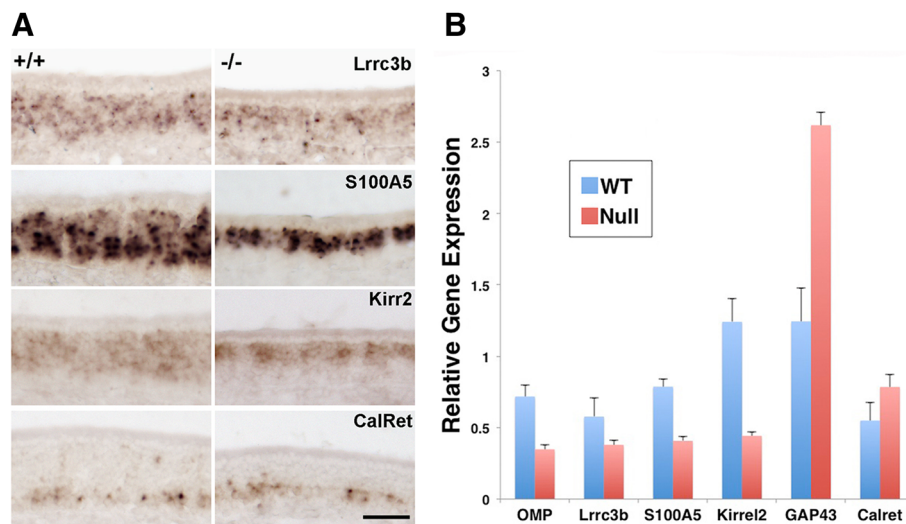 A
B
+/+
-/-
Lrrc3b
S100A5
Kirr2
CalRet
Relative Gene Expression
3
2.5
2
1.5
1
0.5
0
WT
Null
OMP Lrrc3b S100A5 Kirrel2 GAP43 Calret